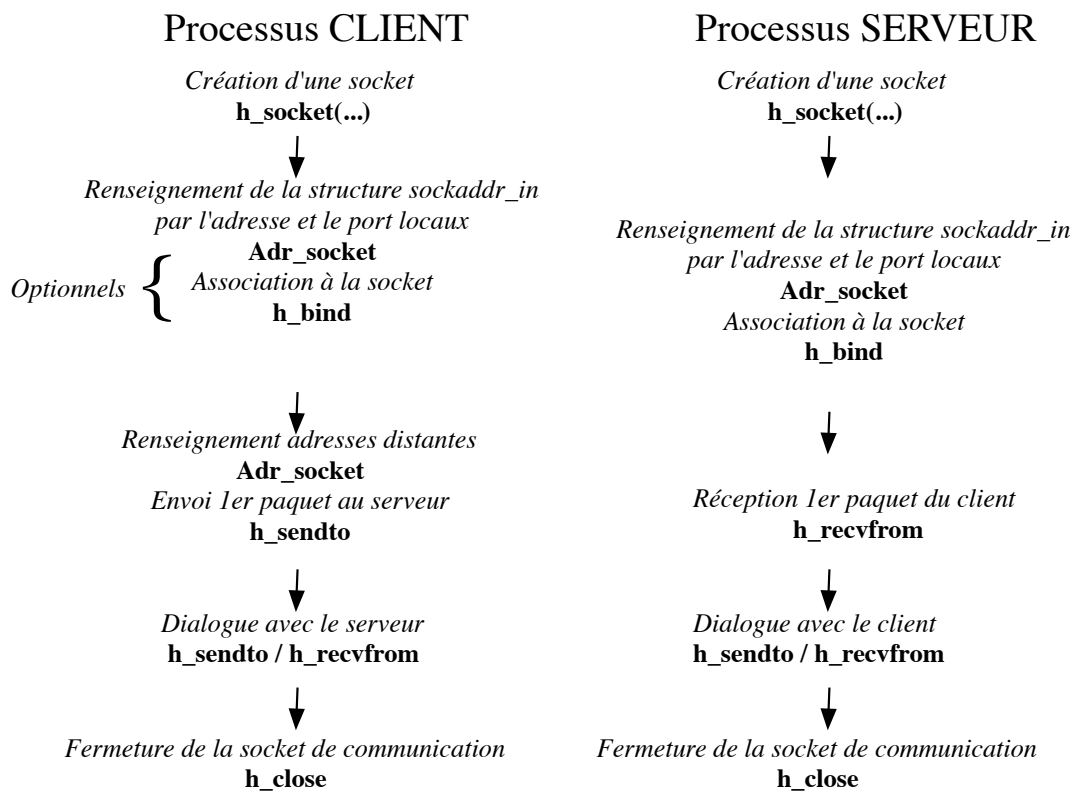 Processus CLIENT
Création d'une socket
h_socket(...)
Renseignement de la structure sockaddr_in
par l'adresse et le port locaux
Adr_socket
Optionnels
Association à la socket
h_bind
Renseignement adresses distantes
Adr_socket
Envoi 1er paquet au serveur
h_sendto
Dialogue avec le serveur
h_sendto / h_recvfrom
Fermeture de la socket de communication
h_close
Processus SERVEUR
Création d'une socket
h_socket(...)
Renseignement de la structure sockaddr_in
par l'adresse et le port locaux
Adr_socket
Association à la socket
h_bind
Réception 1er paquet du client
h_recvfrom
Dialogue avec le client
h_sendto / h_recvfrom
Fermeture de la socket de communication
h_close